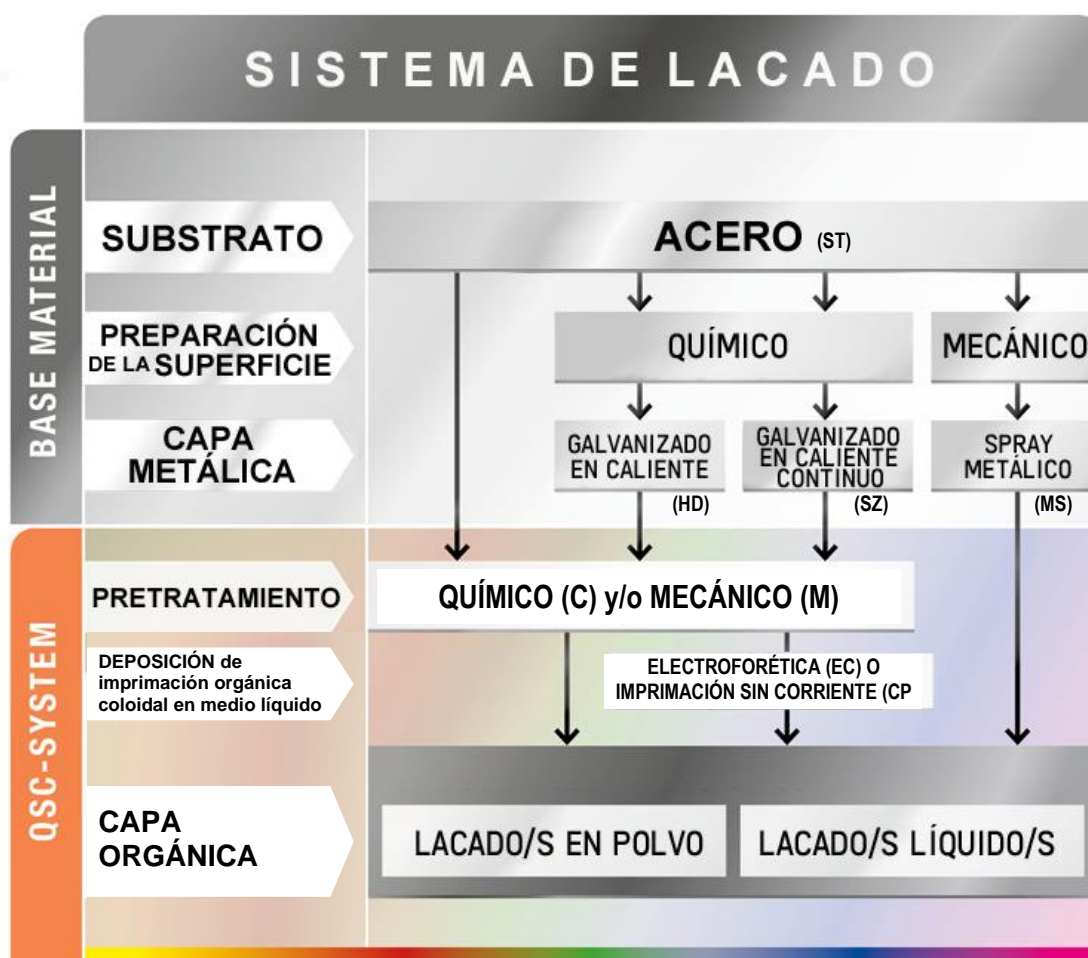 SISTEMA DE LACADO
BASE MATERIAL
SUBSTRATO
ACERO (ST)
PREPARACIÓN
DE LA SUPERFICIE
QUÍMICO
MECÁNICO
CAPA
METÁLICA
GALVANIZADO
EN CALIENTE
(HD)
GALVANIZADO
EN CALIENTE
CONTINUO
(SZ)
SPRAY
METÁLICO
(MS)
QSC-SYSTEM
PRETRATAMIENTO
QUÍMICO (C) y/o MECÁNICO (M)
DEPOSICIÓN de
imprimación orgánica
coloidal en medio líquido
ELECTROFORÉTICA (EC) O
IMPRIMACIÓN SIN CORRIENTE (CP
CAPA
ORGÁNICA
LACADO/S EN POLVO
LACADO/S LÍQUIDO/S